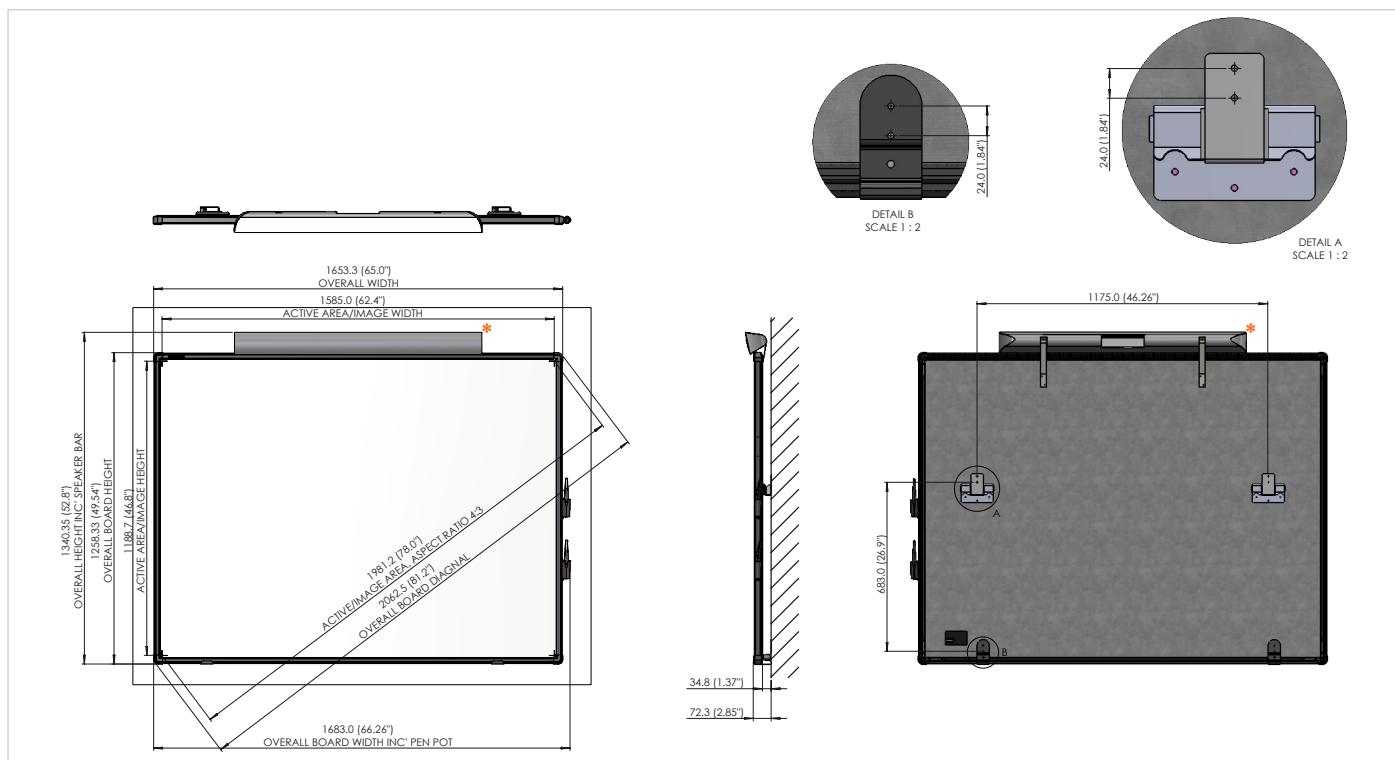 24.0 (1.84")
DETAIL B
SCALE 1 : 2
24.0 (1.84")
DETAIL A
SCALE 1 : 2
1653.3 (65.0")
OVERALL WIDTH
1585.0 (62.4")
ACTIVE AREA/IMAGE WIDTH
*
1340.35 (52.8")
OVERALL HEIGHT INC' SPEAKER BAR
1258.33 (49.54")
OVERALL BOARD HEIGHT
1188.7 (46.8")
ACTIVE AREA/IMAGE HEIGHT
1981.2 (78.0")
ACTIVE/IMAGE AREA, ASPECT RATIO 4:3
2062.5 (81.2")
OVERALL BOARD DIAGNAL
1683.0 (66.26")
OVERALL BOARD WIDTH INC' PEN POT
34.8 (1.37")
72.3 (2.85")
1175.0 (46.26")
*
683.0 (26.9")
A
B